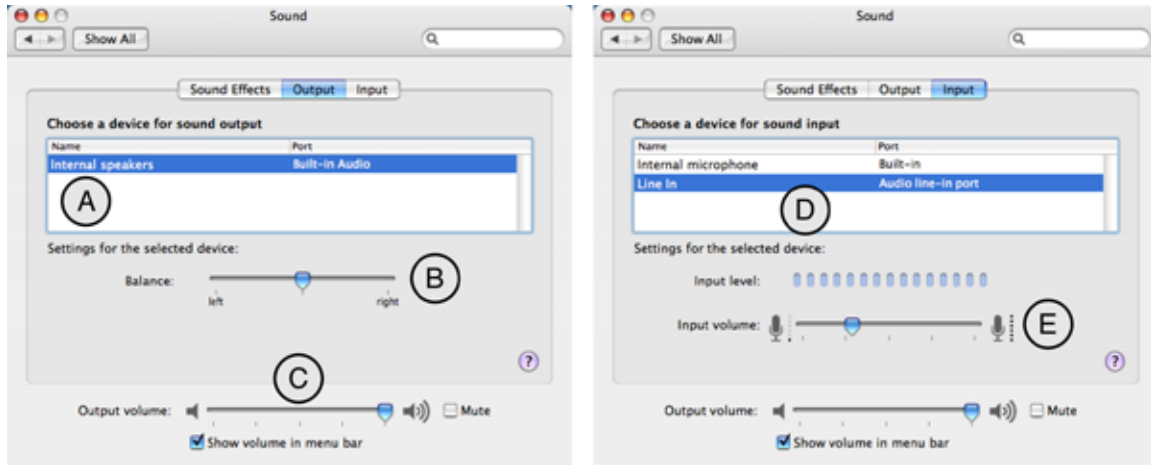 Sound
Show All
Sound Effects Output Input
Choose a device for sound output
Name Port
Internal speakers Built-in Audio
A
Settings for the selected device:
Balance:
left right
B
C
?
Output volume: Mute
Show volume in menu bar
Sound
Show All
Sound Effects Output Input
Choose a device for sound input
Name Port
Internal microphone Built-in
Line In Audio line-in port
D
Settings for the selected device:
Input level:
Input volume:
E
?
Output volume: Mute
Show volume in menu bar